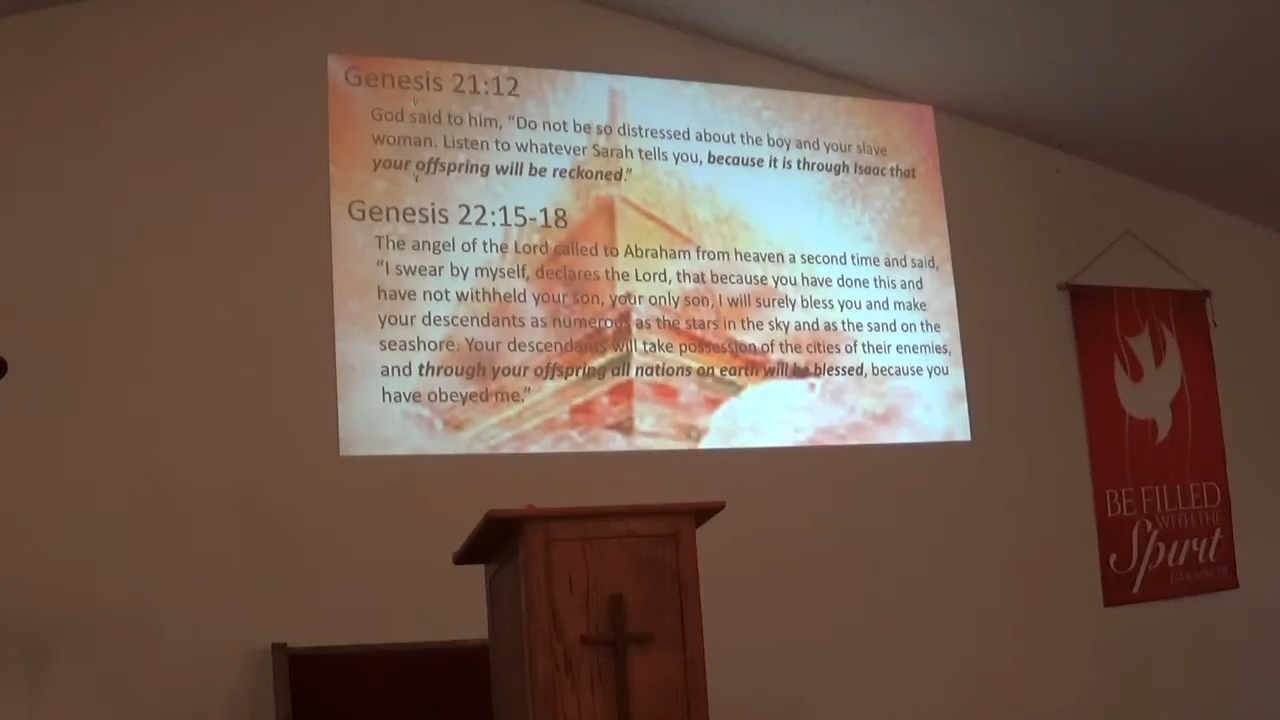 Genesis 21:12
God said to him, “Do not be so distressed about the boy and your slave
woman. Listen to whatever Sarah tells you, because it is through Isaac that
your offspring will be reckoned.”
Genesis 22:15-18
The angel of the Lord called to Abraham from heaven a second time and said,
“I swear by myself, declares the Lord, that because you have done this and
have not withheld your son, your only son, I will surely bless you and make
your descendants as numerous as the stars in the sky and as the sand on the
seashore. Your descendants will take possession of the cities of their enemies,
and through your offspring all nations on earth will be blessed, because you
have obeyed me.”
BE FILLED
WITH THE
Spirit